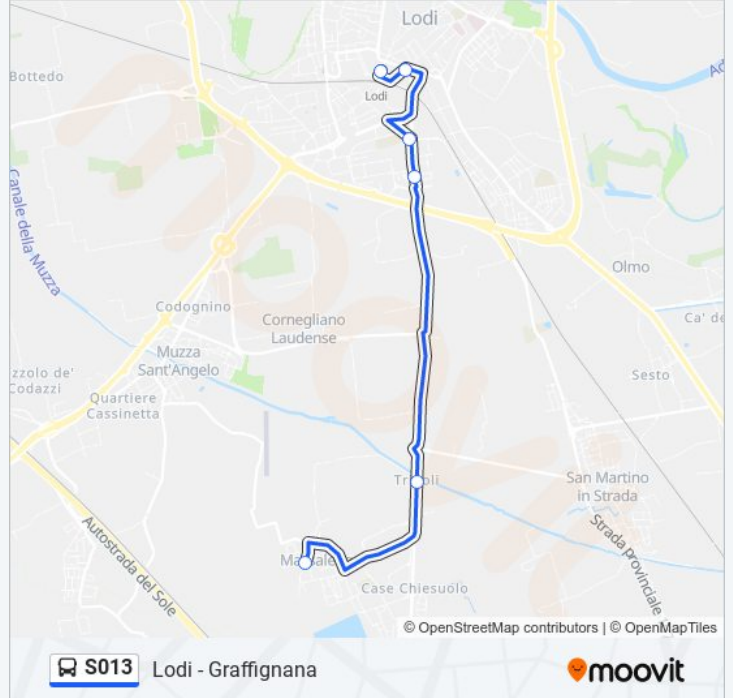 Lodi
Bottedo
Ad
Lodi
Canale della Muzza
Olmo
Codognino
Ca' de
Cornegliano
Laudense
Muzza
Sant'Angelo
zzolo de'
Codazzi
Sesto
Quartiere
Cassinetta
San Martino
in Strada
Autostrada del Sole
Strada provinciale
Case Chiesuolo
© OpenStreetMap contributors | © OpenMapTiles
S013 Lodi - Graffignana
moovit